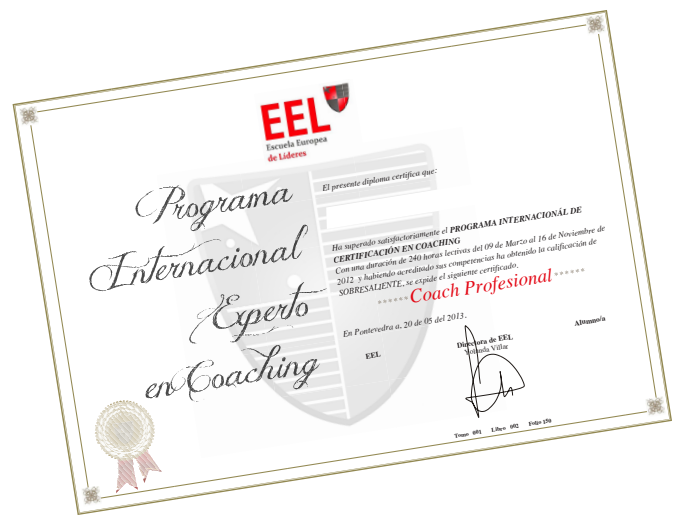 EEL
Escuela Europea
de Líderes
Programa
Internacional
Experto
en Coaching
El presente diploma certifica que:
Ha superado satisfactoriamente el PROGRAMA INTERNACIONÁL DE
CERTIFICACIÓN EN COACHING
Con una duración de 240 horas lectivas del 09 de Marzo al 16 de Noviembre de
2012 y habiendo acreditado sus competencias ha obtenido la calificación de
SOBRESALIENTE, se expide el siguiente certificado.
Coach Profesional
En Pontevedra a, 20 de 05 del 2013.
EEL
Directora de EEL
Yolanda Villar
Alumno/a
Tomo 001 Libro 002 Folio 150